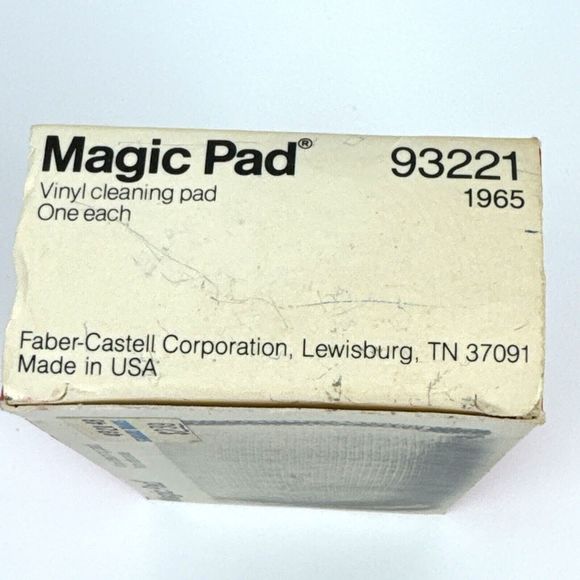 Magic Pad® 93221
Vinyl cleaning pad 1965
One each
Faber-Castell Corporation, Lewisburg, TN 37091
Made in USA